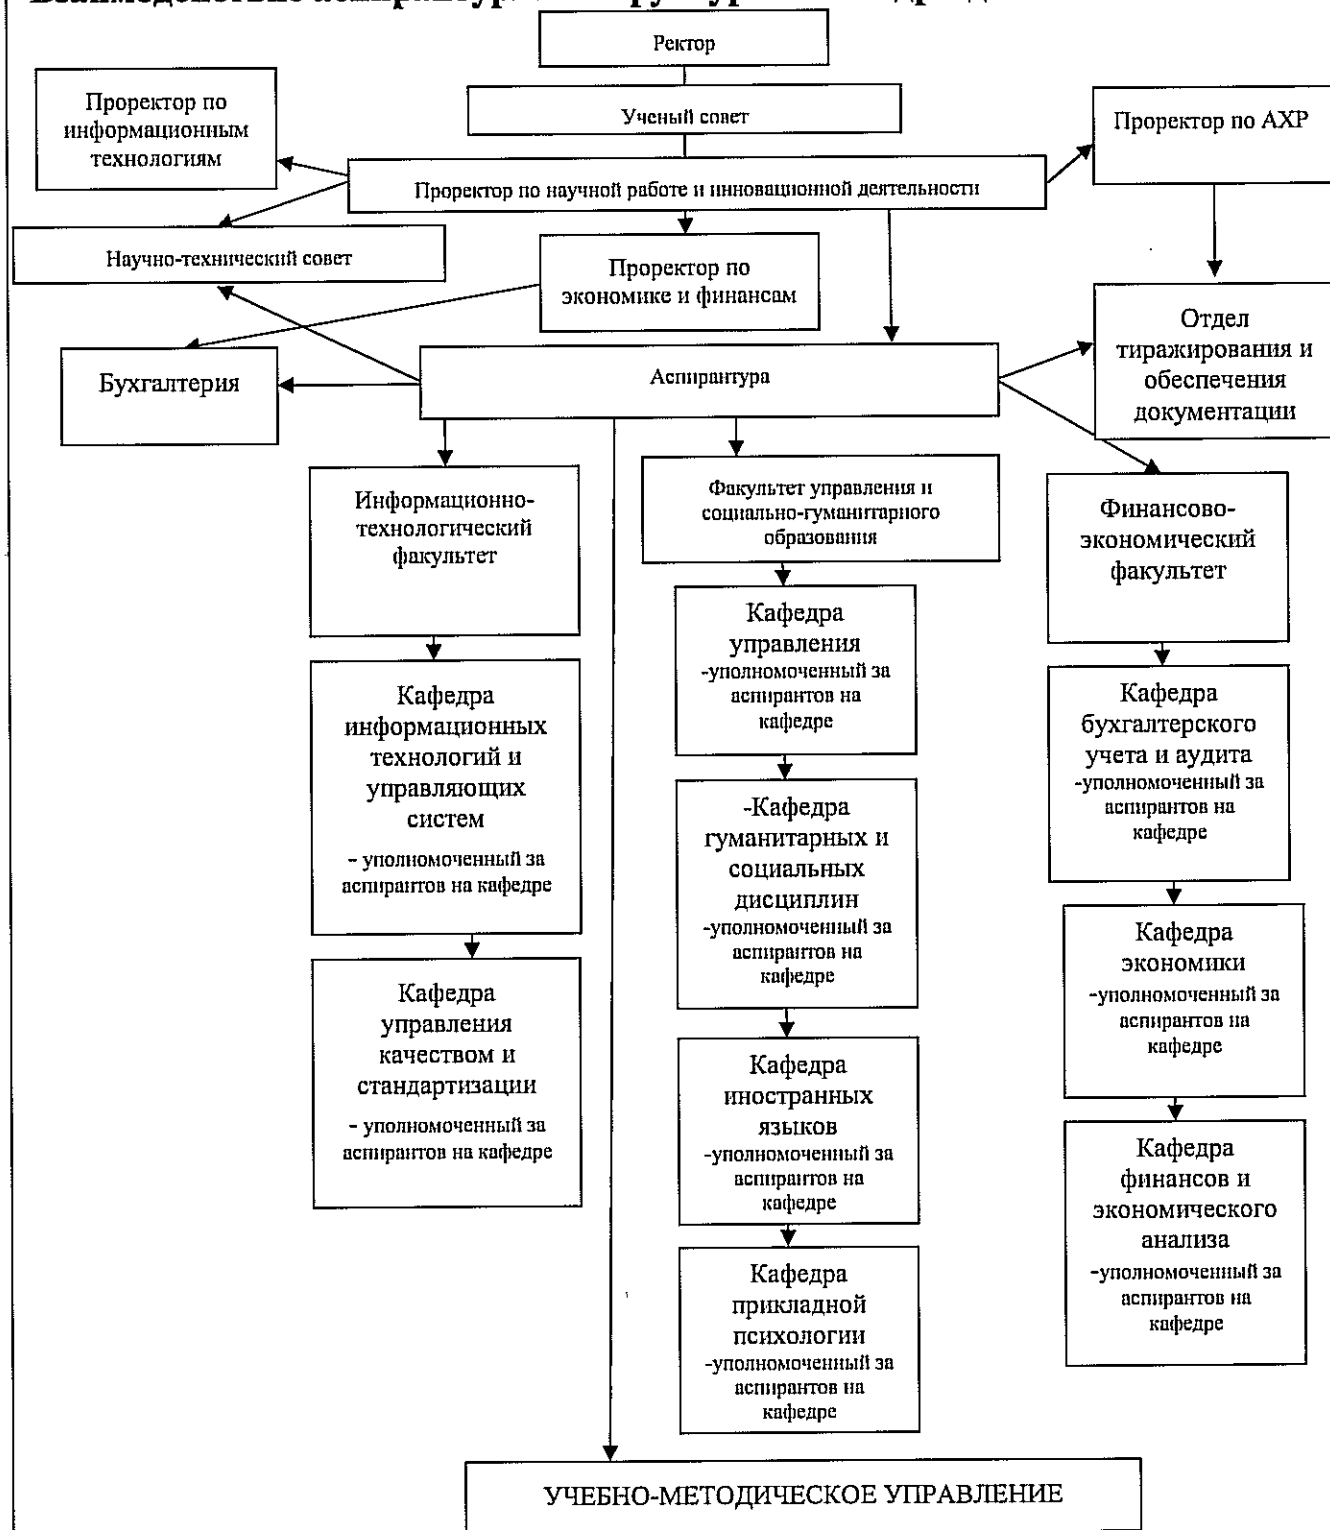 Ректор
Проректор по
информационным
технологиям
Ученый совет
Проректор по АХР
Проректор по научной работе и инновационной деятельности
Научно-технический совет
Проректор по
экономике и финансам
Отдел
тиражирования и
обеспечения
документации
Бухгалтерия
Аспирантура
Информационно-
технологический
факультет
Факультет управления и
социально-гуманитарного
образования
Финансово-
экономический
факультет
Кафедра
управления
-уполномоченный за
аспирантов на
кафедре
Кафедра
информационных
технологий и
управляющих
систем
- уполномоченный за
аспирантов на кафедре
Кафедра
бухгалтерского
учета и аудита
-уполномоченный за
аспирантов на
кафедре
-Кафедра
гуманитарных и
социальных
дисциплин
-уполномоченный за
аспирантов на
кафедре
Кафедра
экономики
-уполномоченный за
аспирантов на
кафедре
Кафедра
управления
качеством и
стандартизации
- уполномоченный за
аспирантов на кафедре
Кафедра
иностранных
языков
-уполномоченный за
аспирантов на
кафедре
Кафедра
финансов и
экономического
анализа
-уполномоченный за
аспирантов на
кафедре
Кафедра
прикладной
психологии
-уполномоченный за
аспирантов на
кафедре
УЧЕБНО-МЕТОДИЧЕСКОЕ УПРАВЛЕНИЕ